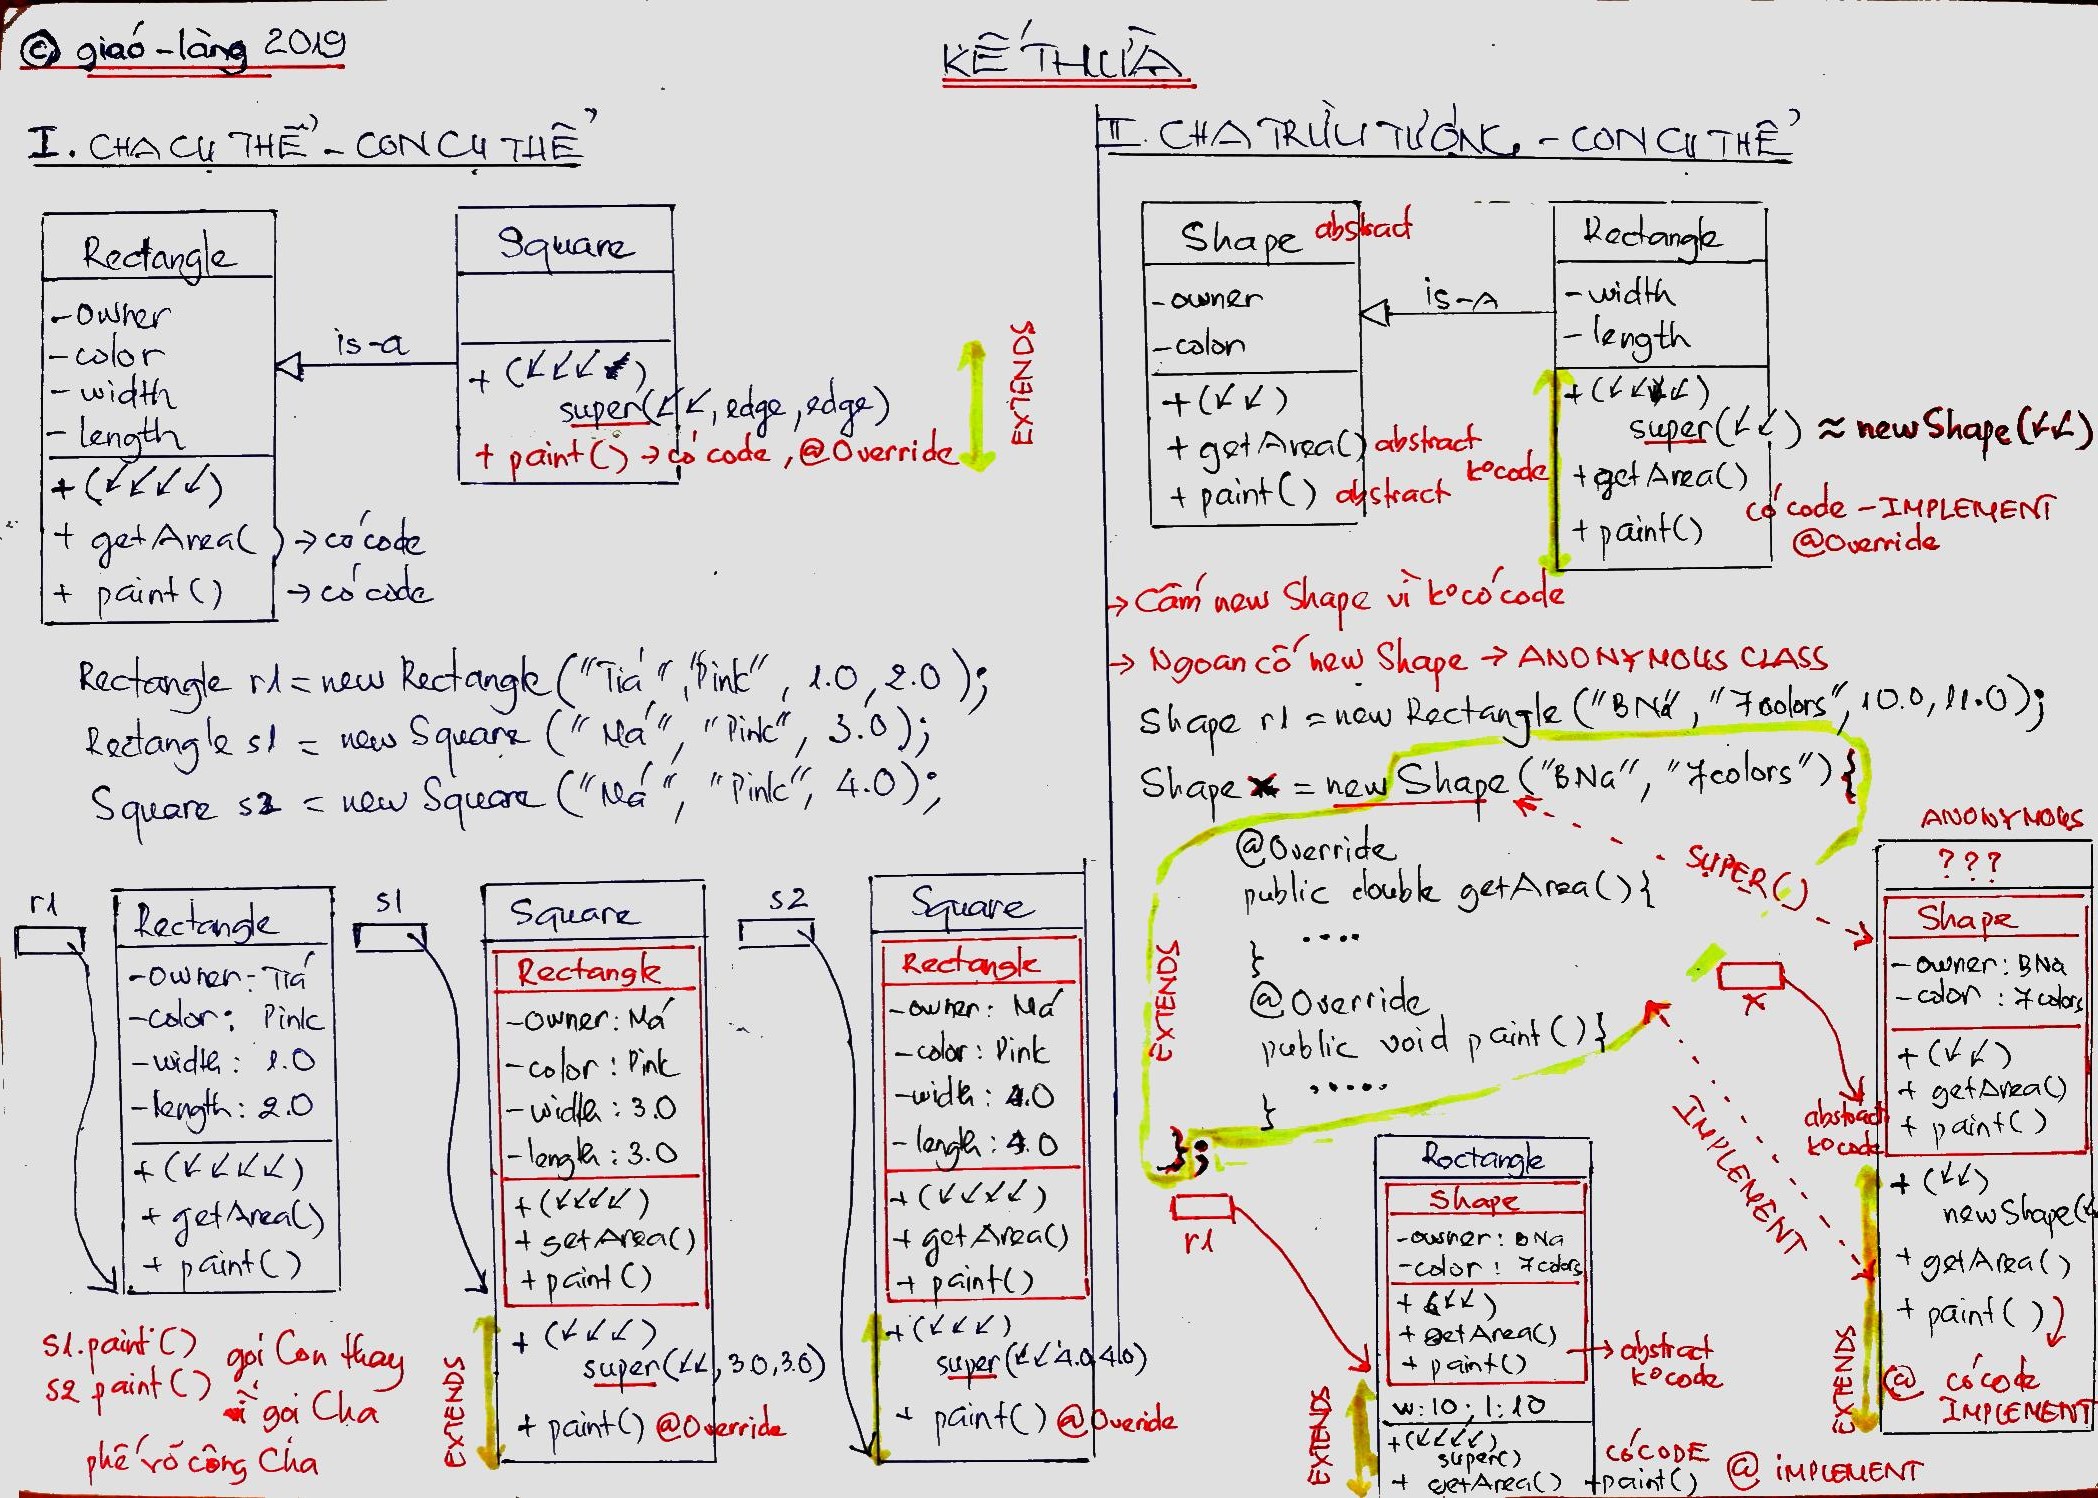 © giáo-làng 2019
KẾ THỪA
I. CHA CỤ THỂ - CON CỤ THỂ
Rectangle
- owner
- color
- width
- length
+ (↙↙↙↙)
+ getArea() → có code
+ paint() → có code
is-a
Square
+ (↙↙↙)
super(↙↙, edge, edge)
+ paint() → có code, @Override
EXTENDS
Rectangle r1 = new Rectangle ("Tía", "Pink", 1.0, 2.0);
Rectangle s1 = new Square ("Má", "Pink", 3.0);
Square s2 = new Square ("Má", "Pink", 4.0);
r1
Rectangle
- owner: Tía
- color: Pink
- width: 1.0
- length: 2.0
+ (↙↙↙↙)
+ getArea()
+ paint()
s1
Square
Rectangle
- owner: Má
- color: Pink
- width: 3.0
- length: 3.0
+ (↙↙↙↙)
+ getArea()
+ paint()
+ (↙↙↙)
super(↙↙, 3.0, 3.0)
+ paint() @Override
EXTENDS
s2
Square
Rectangle
- owner: Má
- color: Pink
- width: 4.0
- length: 4.0
+ (↙↙↙↙)
+ getArea()
+ paint()
+ (↙↙↙)
super(↙↙ 4.0, 4.0)
+ paint() @Overide
s1.paint()
s2 paint()
gọi Con thay
vì gọi Cha
phế võ công Cha
II. CHA TRỪU TƯỢNG - CON CỤ THỂ
Shape abstract
- owner
- color
+ (↙↙)
+ getArea() abstract
kº code
+ paint() abstract
is-A
Rectangle
- width
- length
+ (↙↙↙↙)
super(↙↙) ≈ new Shape(↙↙)
+ getArea()
có code - IMPLEMENT
@Override
+ paint()
→ Cấm new Shape vì kº có code
→ Ngoan cố new Shape → ANONYMOUS CLASS
Shape r1 = new Rectangle ("BNa", "7colors", 10.0, 11.0);
Shape x = new Shape ("BNa", "7colors") {
@Override
public double getArea() {
....
}
@Override
public void paint() {
.....
}
};
EXTENDS
SUPER()
IMPLEMENT
x
ANONYMOUS
???
Shape
- owner: BNa
- color: 7colors
+ (↙↙)
+ getArea()
+ paint()
abstract
kº code
+ (↙↙)
new Shape(
+ getArea()
+ paint()
@ có code
IMPLEMENT
EXTENDS
r1
Rectangle
Shape
- owner: BNa
- color: 7colors
+ (↙↙)
+ getArea()
+ paint()
→ abstract
kº code
w: 10; l: 10
+ (↙↙↙↙)
super()
+ getArea() + paint()
CÓ CODE
@ IMPLEMENT
EXTENDS